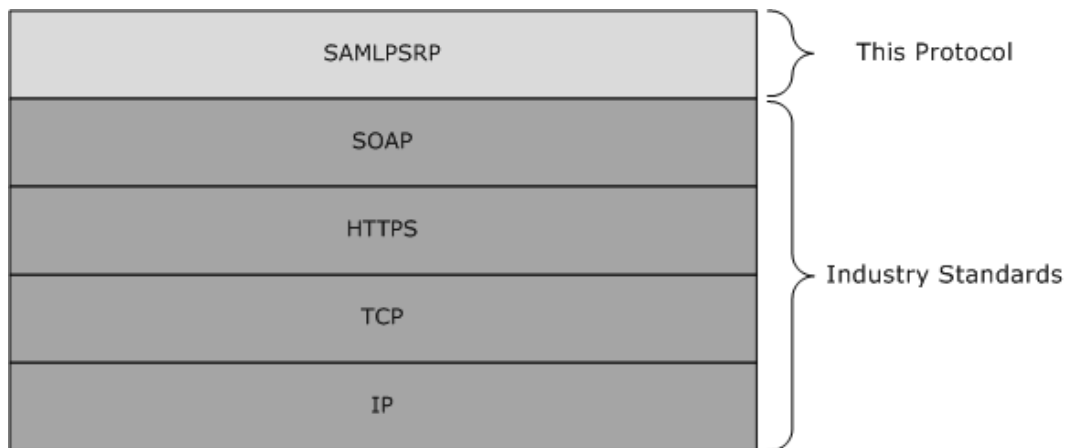 SAMLPSRP
This Protocol
SOAP
HTTPS
Industry Standards
TCP
IP